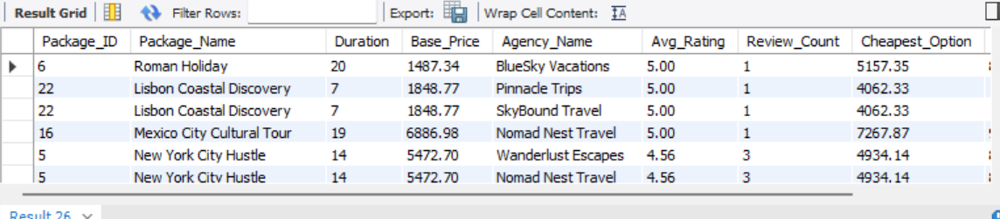 Result Grid Filter Rows: Export: Wrap Cell Content:
Package_ID Package_Name Duration Base_Price Agency_Name Avg_Rating Review_Count Cheapest_Option
6 Roman Holiday 20 1487.34 BlueSky Vacations 5.00 1 5157.35
22 Lisbon Coastal Discovery 7 1848.77 Pinnacle Trips 5.00 1 4062.33
22 Lisbon Coastal Discovery 7 1848.77 SkyBound Travel 5.00 1 4062.33
16 Mexico City Cultural Tour 19 6886.98 Nomad Nest Travel 5.00 1 7267.87
5 New York City Hustle 14 5472.70 Wanderlust Escapes 4.56 3 4934.14
5 New York City Hustle 14 5472.70 Nomad Nest Travel 4.56 3 4934.14
Result 26